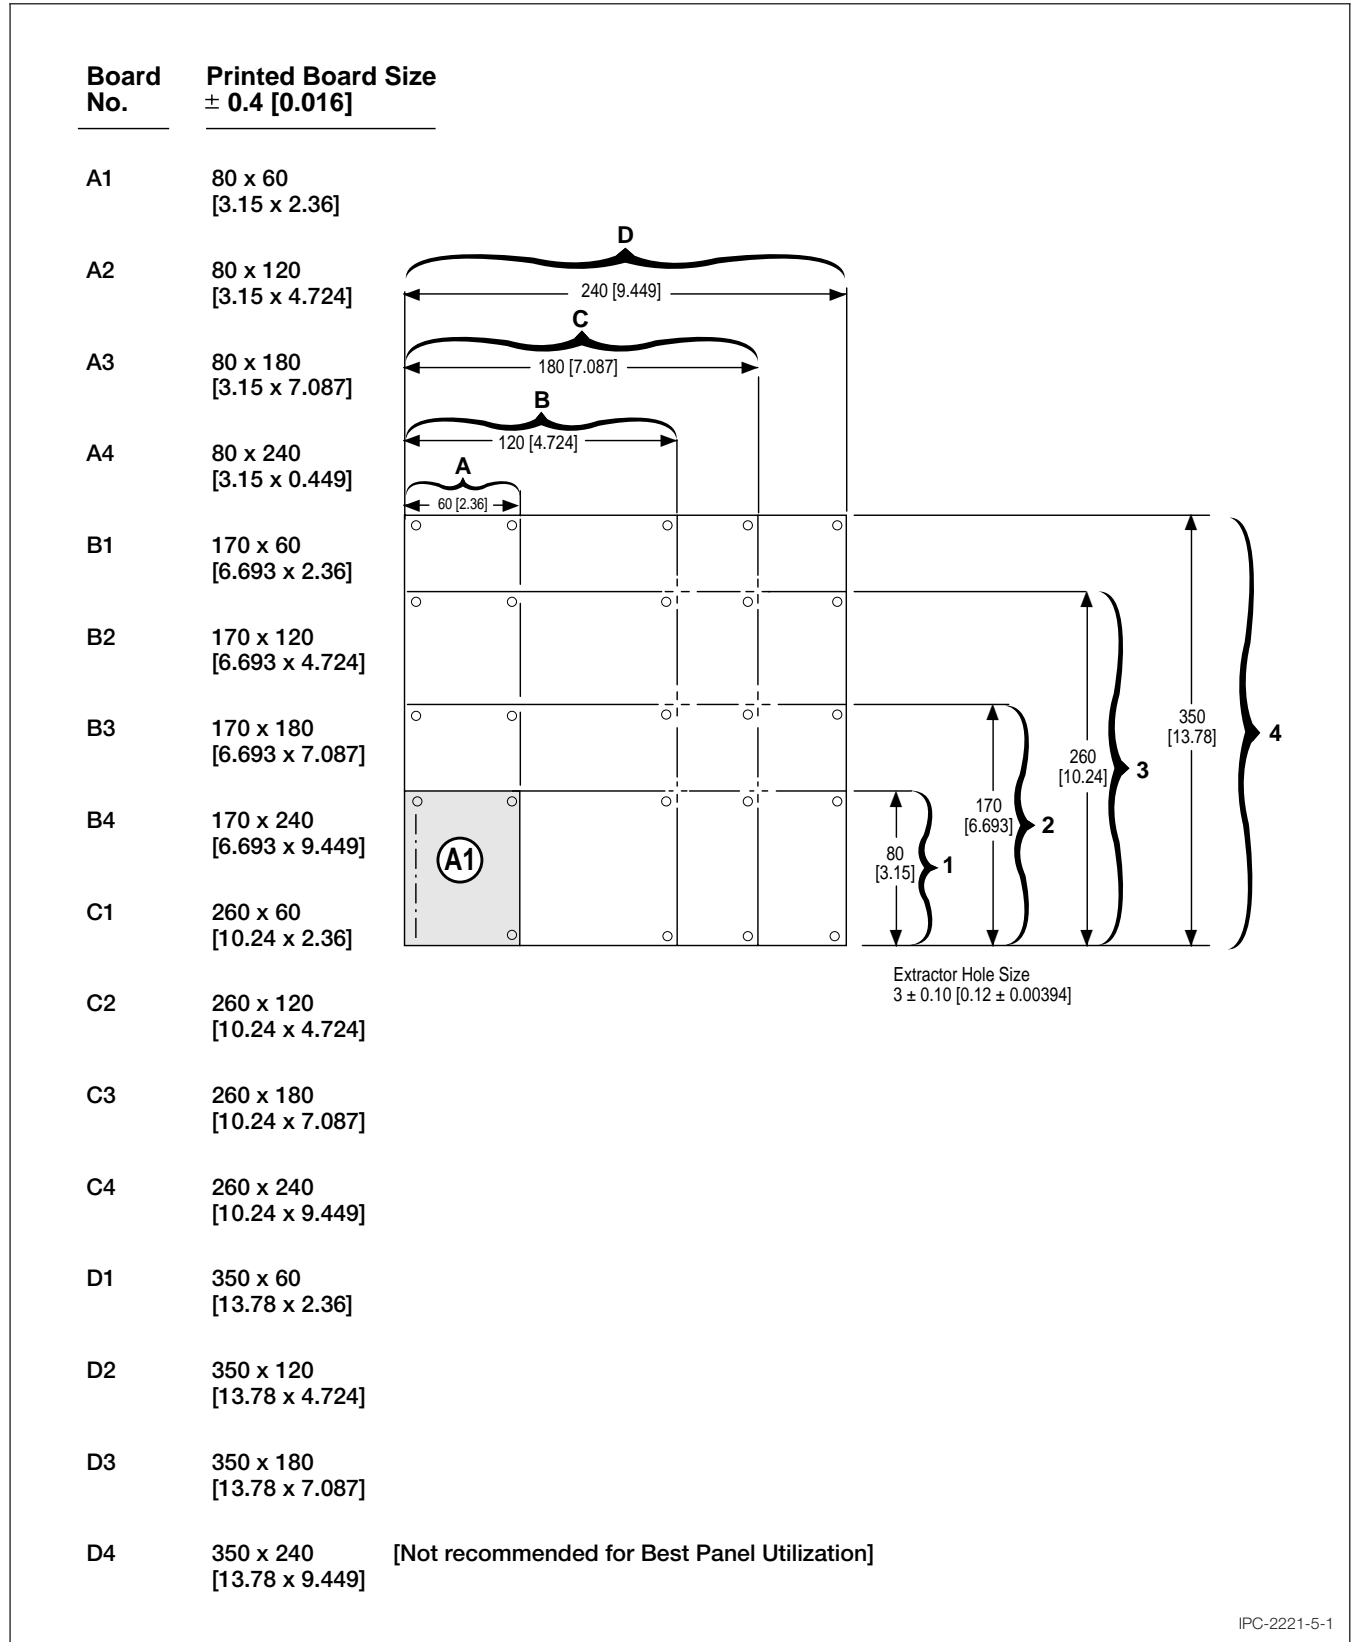 Board No.
Printed Board Size
± 0.4 [0.016]
A1 80 x 60
[3.15 x 2.36]
A2 80 x 120
[3.15 x 4.724]
A3 80 x 180
[3.15 x 7.087]
A4 80 x 240
[3.15 x 0.449]
B1 170 x 60
[6.693 x 2.36]
B2 170 x 120
[6.693 x 4.724]
B3 170 x 180
[6.693 x 7.087]
B4 170 x 240
[6.693 x 9.449]
C1 260 x 60
[10.24 x 2.36]
C2 260 x 120
[10.24 x 4.724]
C3 260 x 180
[10.24 x 7.087]
C4 260 x 240
[10.24 x 9.449]
D1 350 x 60
[13.78 x 2.36]
D2 350 x 120
[13.78 x 4.724]
D3 350 x 180
[13.78 x 7.087]
D4 350 x 240 [Not recommended for Best Panel Utilization]
[13.78 x 9.449]
D
240 [9.449]
C
180 [7.087]
B
120 [4.724]
A
60 [2.36]
A1
80
[3.15]
1
170
[6.693]
2
260
[10.24]
3
350
[13.78]
4
Extractor Hole Size
3 ± 0.10 [0.12 ± 0.00394]
IPC-2221-5-1